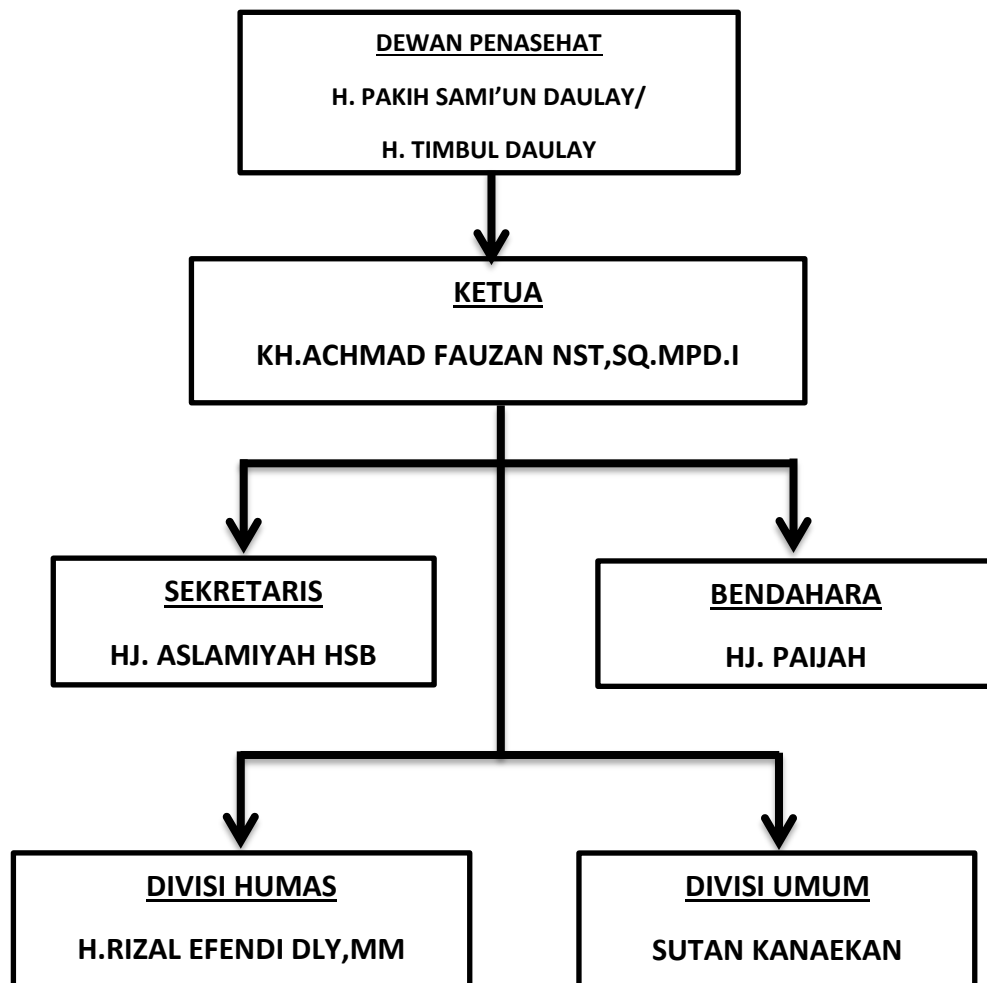 DEWAN PENASEHAT
H. PAKIH SAMI’UN DAULAY/
H. TIMBUL DAULAY
KETUA
KH.ACHMAD FAUZAN NST,SQ.MPD.I
SEKRETARIS
HJ. ASLAMIYAH HSB
BENDAHARA
HJ. PAIJAH
DIVISI HUMAS
H.RIZAL EFENDI DLY,MM
DIVISI UMUM
SUTAN KANAEKAN